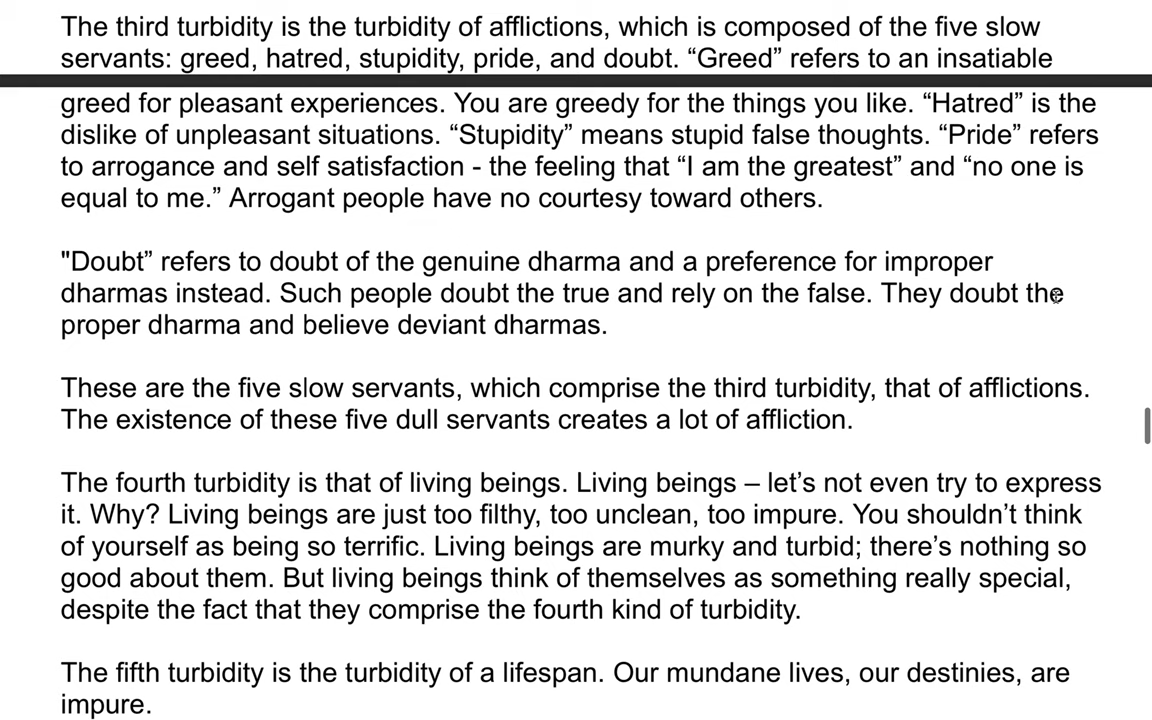 The third turbidity is the turbidity of afflictions, which is composed of the five slow
servants: greed, hatred, stupidity, pride, and doubt. “Greed” refers to an insatiable
greed for pleasant experiences. You are greedy for the things you like. “Hatred” is the
dislike of unpleasant situations. “Stupidity” means stupid false thoughts. “Pride” refers
to arrogance and self satisfaction - the feeling that “I am the greatest” and “no one is
equal to me.” Arrogant people have no courtesy toward others.
"Doubt” refers to doubt of the genuine dharma and a preference for improper
dharmas instead. Such people doubt the true and rely on the false. They doubt the
proper dharma and believe deviant dharmas.
These are the five slow servants, which comprise the third turbidity, that of afflictions.
The existence of these five dull servants creates a lot of affliction.
The fourth turbidity is that of living beings. Living beings – let’s not even try to express
it. Why? Living beings are just too filthy, too unclean, too impure. You shouldn’t think
of yourself as being so terrific. Living beings are murky and turbid; there’s nothing so
good about them. But living beings think of themselves as something really special,
despite the fact that they comprise the fourth kind of turbidity.
The fifth turbidity is the turbidity of a lifespan. Our mundane lives, our destinies, are
impure.